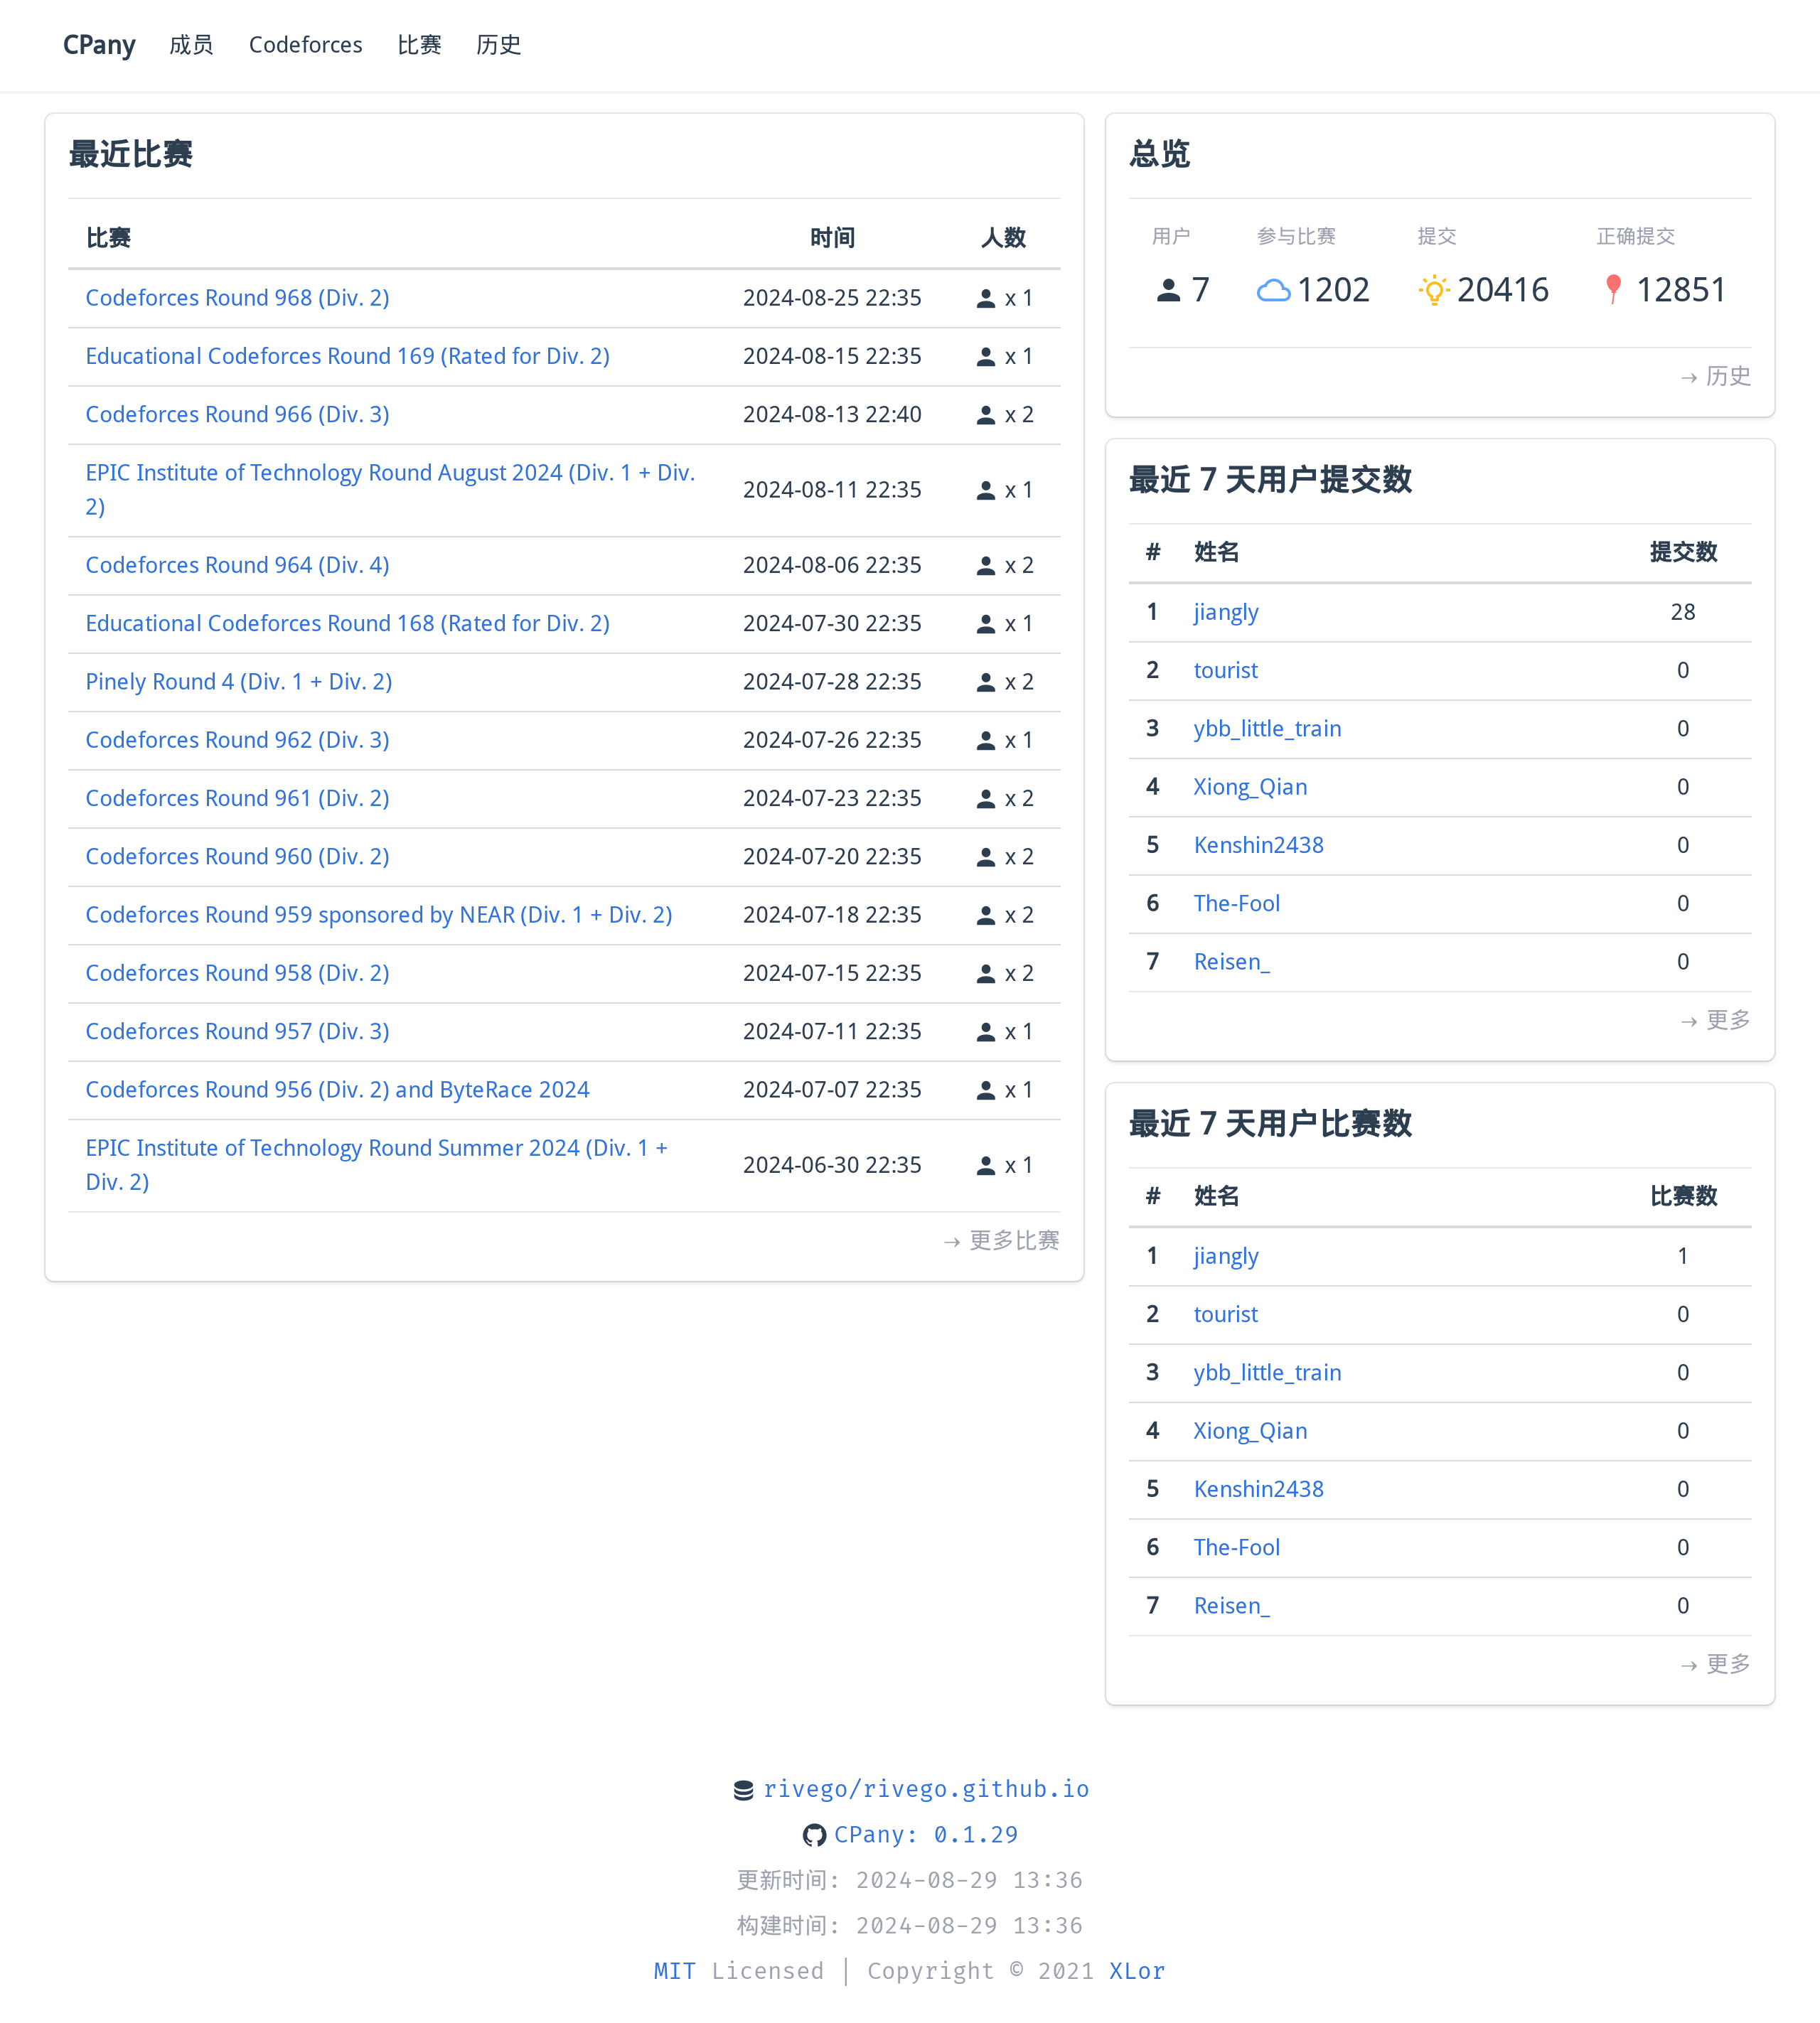 CPany 成员 Codeforces 比赛 历史
最近比赛
比赛 时间 人数
Codeforces Round 968 (Div. 2) 2024-08-25 22:35 x 1
Educational Codeforces Round 169 (Rated for Div. 2) 2024-08-15 22:35 x 1
Codeforces Round 966 (Div. 3) 2024-08-13 22:40 x 2
EPIC Institute of Technology Round August 2024 (Div. 1 + Div.
2) 2024-08-11 22:35 x 1
Codeforces Round 964 (Div. 4) 2024-08-06 22:35 x 2
Educational Codeforces Round 168 (Rated for Div. 2) 2024-07-30 22:35 x 1
Pinely Round 4 (Div. 1 + Div. 2) 2024-07-28 22:35 x 2
Codeforces Round 962 (Div. 3) 2024-07-26 22:35 x 1
Codeforces Round 961 (Div. 2) 2024-07-23 22:35 x 2
Codeforces Round 960 (Div. 2) 2024-07-20 22:35 x 2
Codeforces Round 959 sponsored by NEAR (Div. 1 + Div. 2) 2024-07-18 22:35 x 2
Codeforces Round 958 (Div. 2) 2024-07-15 22:35 x 2
Codeforces Round 957 (Div. 3) 2024-07-11 22:35 x 1
Codeforces Round 956 (Div. 2) and ByteRace 2024 2024-07-07 22:35 x 1
EPIC Institute of Technology Round Summer 2024 (Div. 1 +
Div. 2) 2024-06-30 22:35 x 1
→ 更多比赛
总览
用户 参与比赛 提交 正确提交
7 1202 20416 12851
→ 历史
最近 7 天用户提交数
# 姓名 提交数
1 jiangly 28
2 tourist 0
3 ybb_little_train 0
4 Xiong_Qian 0
5 Kenshin2438 0
6 The-Fool 0
7 Reisen_ 0
→ 更多
最近 7 天用户比赛数
# 姓名 比赛数
1 jiangly 1
2 tourist 0
3 ybb_little_train 0
4 Xiong_Qian 0
5 Kenshin2438 0
6 The-Fool 0
7 Reisen_ 0
→ 更多
rivego/rivego.github.io
CPany: 0.1.29
更新时间: 2024-08-29 13:36
构建时间: 2024-08-29 13:36
MIT Licensed | Copyright © 2021 XLor